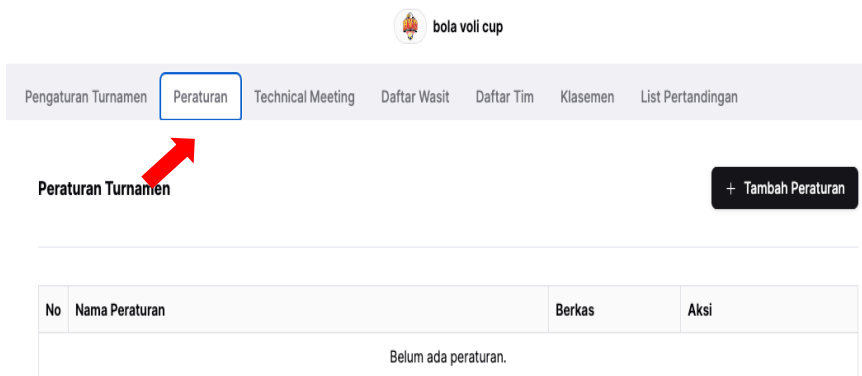 bola voli cup
Pengaturan Turnamen Peraturan Technical Meeting Daftar Wasit Daftar Tim Klasemen List Pertandingan
Peraturan Turnamen
+ Tambah Peraturan
No Nama Peraturan Berkas Aksi
Belum ada peraturan.